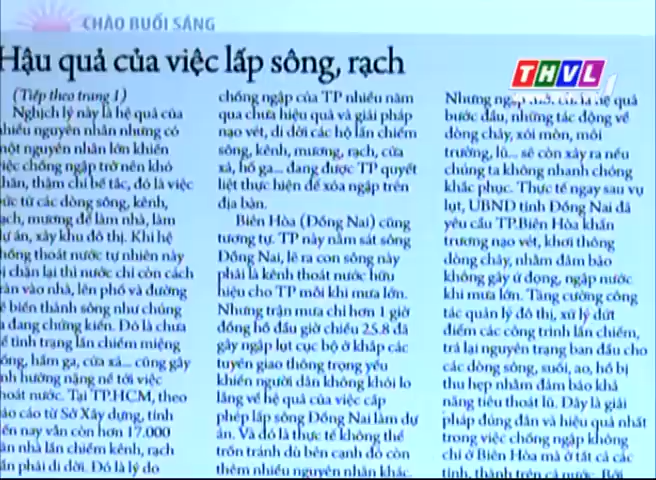 CHÀO BUỔI SÁNG
Hậu quả của việc lấp sông, rạch
THVL1
(Tiếp theo trang 1)
Nghịch lý này là hệ quả của
nhiều nguyên nhân nhưng có
một nguyên nhân lớn khiến
việc chống ngập trở nên khó
khăn, thậm chí bế tắc, đó là việc
bức từ các dòng sông, kênh,
rạch, mương để làm nhà, làm
dự án, xây khu đô thị. Khi hệ
thống thoát nước tự nhiên này
bị chặn lại thì nước chỉ còn cách
tràn vào nhà, lên phố và đường
để biến thành sông như chúng
ta đang chứng kiến. Đó là chưa
kể tình trạng lấn chiếm miệng
cống, hầm ga, cửa xả... cũng gây
ảnh hưởng nặng nề tới việc
thoát nước. Tại TP.HCM, theo
báo cáo từ Sở Xây dựng, tính
đến nay vẫn còn hơn 17.000
căn nhà lấn chiếm kênh, rạch
cần phải di dời. Đó là lý do
chống ngập của TP nhiều năm
qua chưa hiệu quả và giải pháp
nạo vét, di dời các hộ lấn chiếm
sông, kênh, mương, rạch, cửa
xả, hố ga... đang được TP quyết
liệt thực hiện để xóa ngập trên
địa bàn.
Biên Hòa (Đồng Nai) cũng
tương tự. TP này nằm sát sông
Đồng Nai, lẽ ra con sông này
phải là kênh thoát nước hữu
hiệu cho TP mỗi khi mưa lớn.
Nhưng trận mưa chỉ hơn 1 giờ
đồng hồ đầu giờ chiều 25.8 đã
gây ngập lụt cục bộ ở khắp các
tuyến giao thông trọng yếu
khiến người dân không khỏi lo
lắng về hệ quả của việc cấp
phép lấp sông Đồng Nai làm dự
án. Và đó là thực tế không thể
trốn tránh dù bên cạnh đó còn
thêm nhiều nguyên nhân khác.
Nhưng ngập mới chỉ là hệ quả
bước đầu, những tác động về
dòng chảy, xói mòn, môi
trường, lũ... sẽ còn xảy ra nếu
chúng ta không nhanh chóng
khắc phục. Thực tế ngay sau vụ
lụt, UBND tỉnh Đồng Nai đã
yêu cầu TP.Biên Hòa khẩn
trương nạo vét, khơi thông
dòng chảy, nhằm đảm bảo
không gây ứ đọng, ngập nước
khi mưa lớn. Tăng cường công
tác quản lý đô thị, xử lý dứt
điểm các công trình lấn chiếm,
trả lại nguyên trạng ban đầu cho
các dòng sông, suối, ao, hồ bị
thu hẹp nhằm đảm bảo khả
năng tiêu thoát lũ. Đây là giải
pháp đúng đắn và hiệu quả nhất
trong việc chống ngập không
chỉ ở Biên Hòa mà ở tất cả các
tỉnh, thành trên cả nước. Bởi